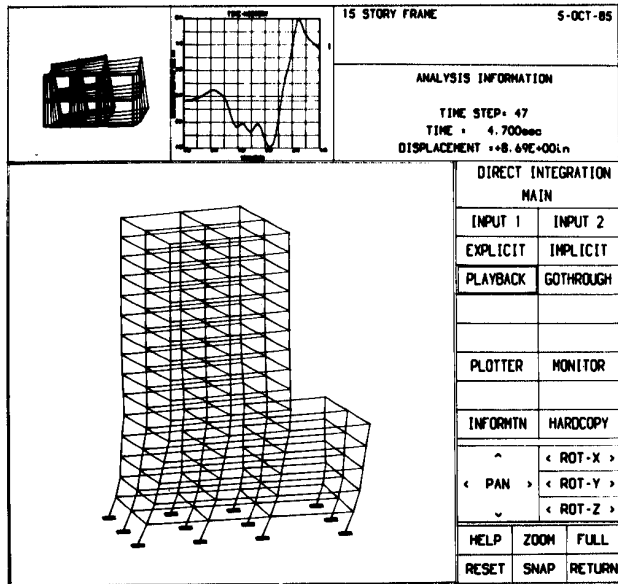 15 STORY FRAME 5-OCT-85
ANALYSIS INFORMATION
TIME STEP: 47
TIME : 4.700sec
DISPLACEMENT :+8.69E+00in
DIRECT INTEGRATION
MAIN
INPUT 1 INPUT 2
EXPLICIT IMPLICIT
PLAYBACK GOTHROUGH
PLOTTER MONITOR
INFORMTN HARDCOPY
^ < ROT-X >
< PAN > < ROT-Y >
⌄ < ROT-Z >
HELP ZOOM FULL
RESET SNAP RETURN